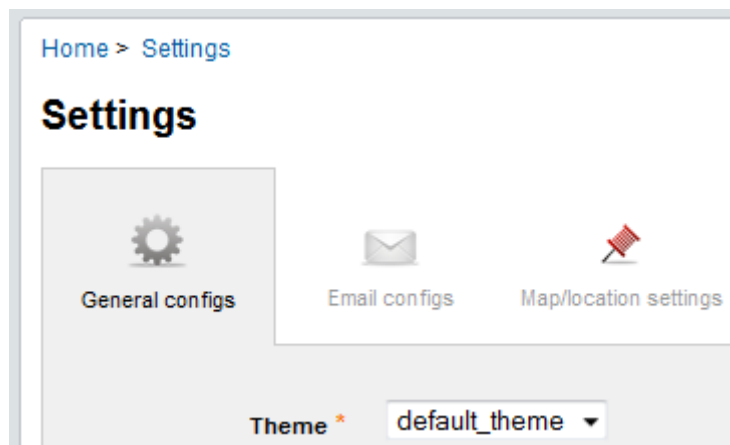 Home > Settings
Settings
General configs
Email configs
Map/location settings
Theme * default_theme